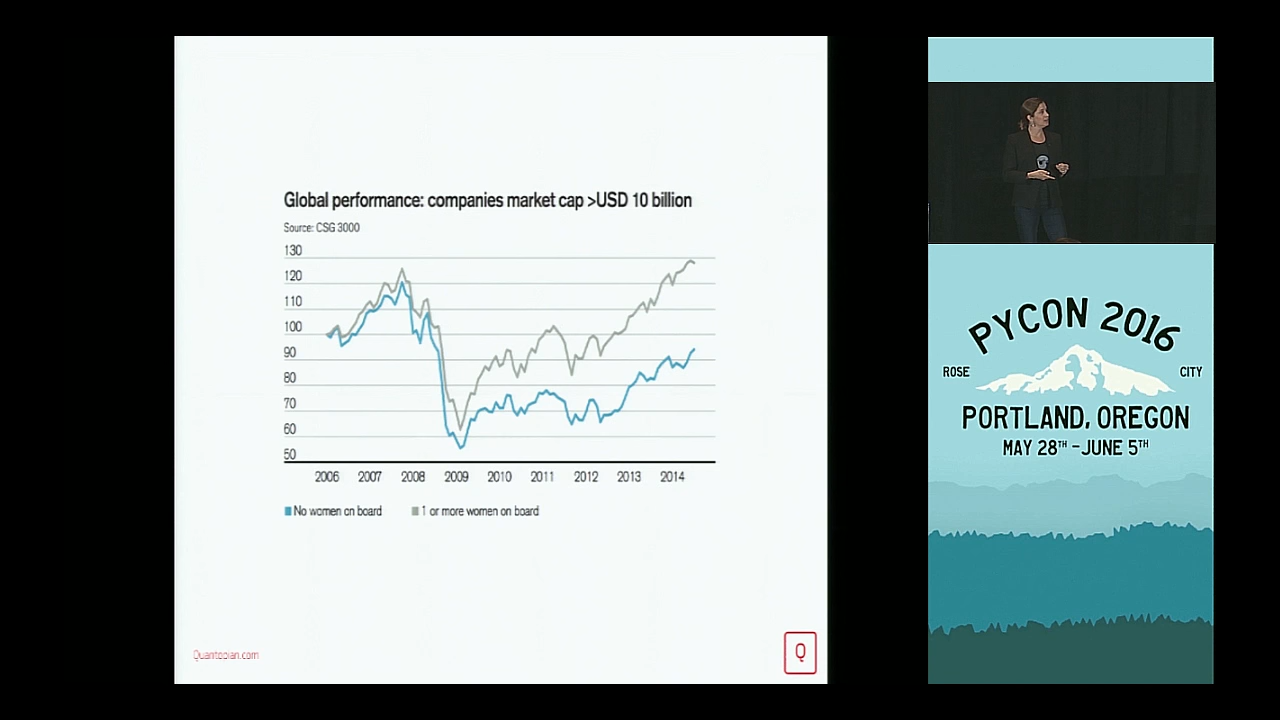 Global performance: companies market cap >USD 10 billion
Source: CSG 3000
130
120
110
100
90
80
70
60
50
2006 2007 2008 2009 2010 2011 2012 2013 2014
No women on board 1 or more women on board
Quantopian.com
Q
PYCON 2016
ROSE CITY
PORTLAND, OREGON
MAY 28TH - JUNE 5TH